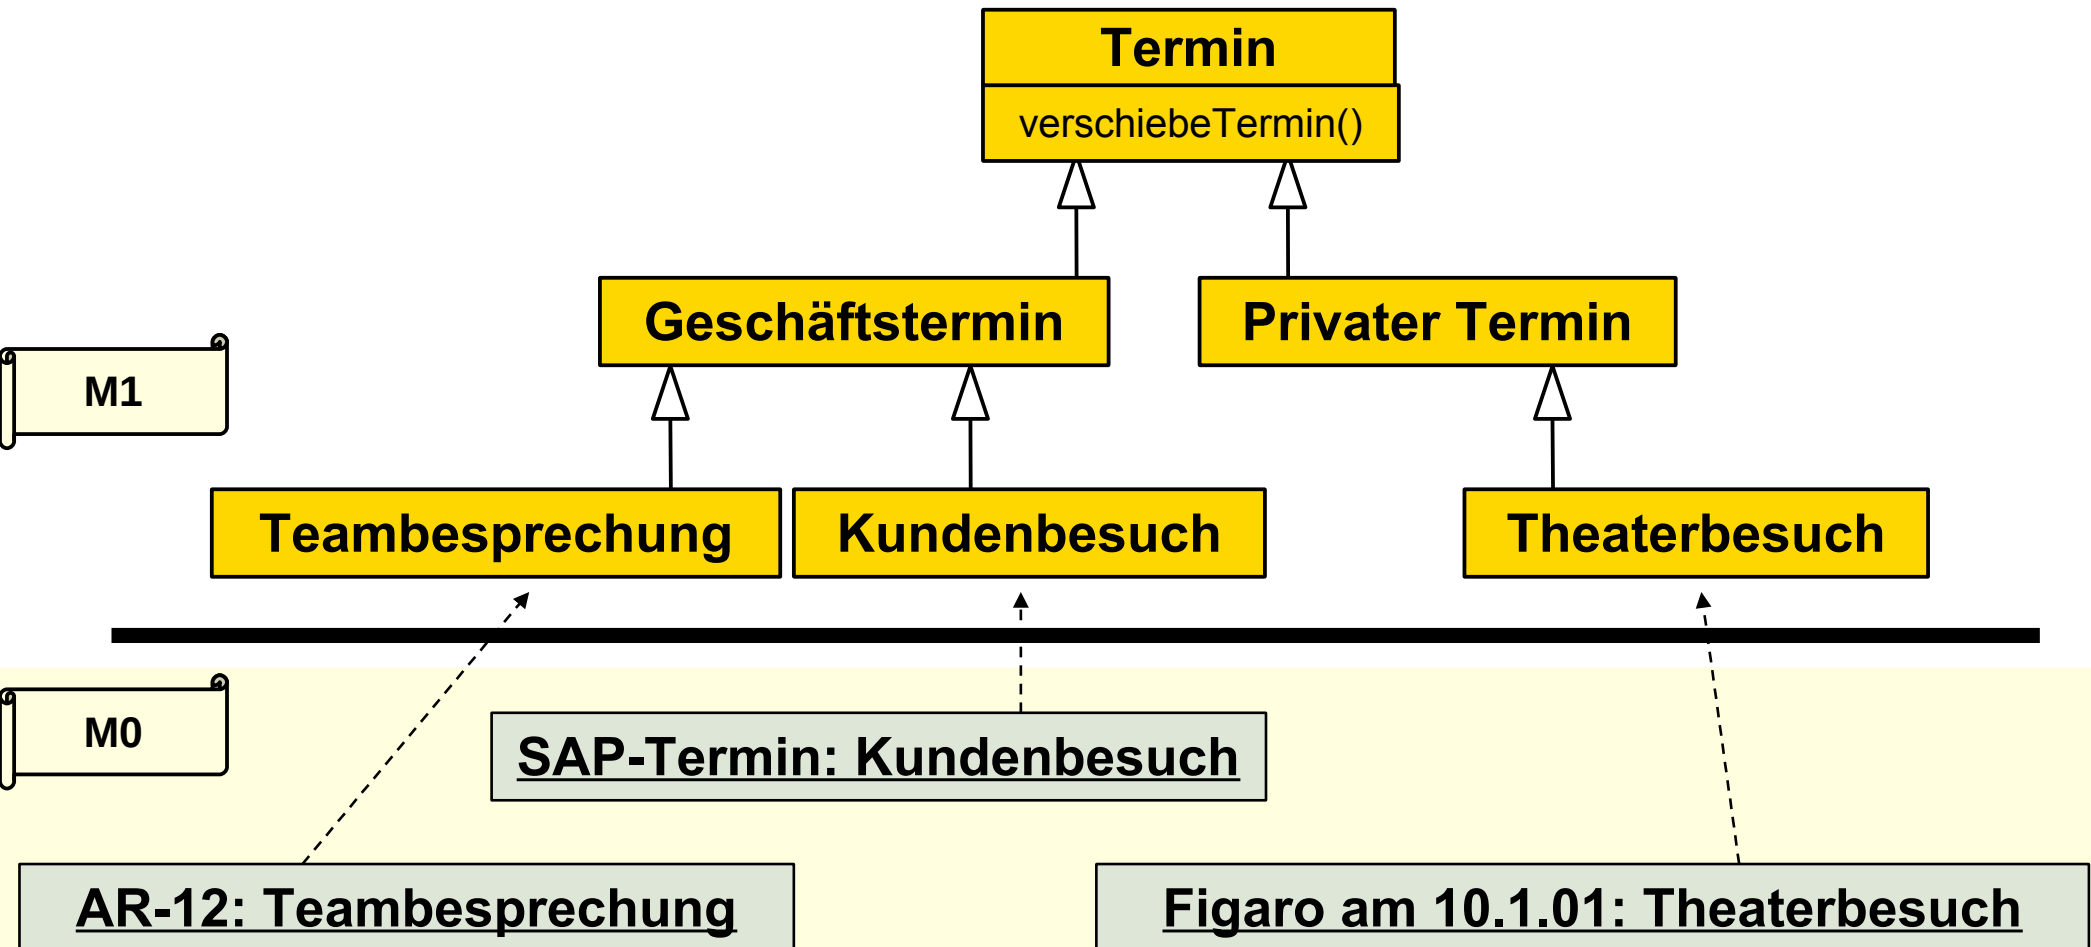 Termin
verschiebeTermin()
Geschäftstermin
Privater Termin
M1
Teambesprechung
Kundenbesuch
Theaterbesuch
M0
SAP-Termin: Kundenbesuch
AR-12: Teambesprechung
Figaro am 10.1.01: Theaterbesuch